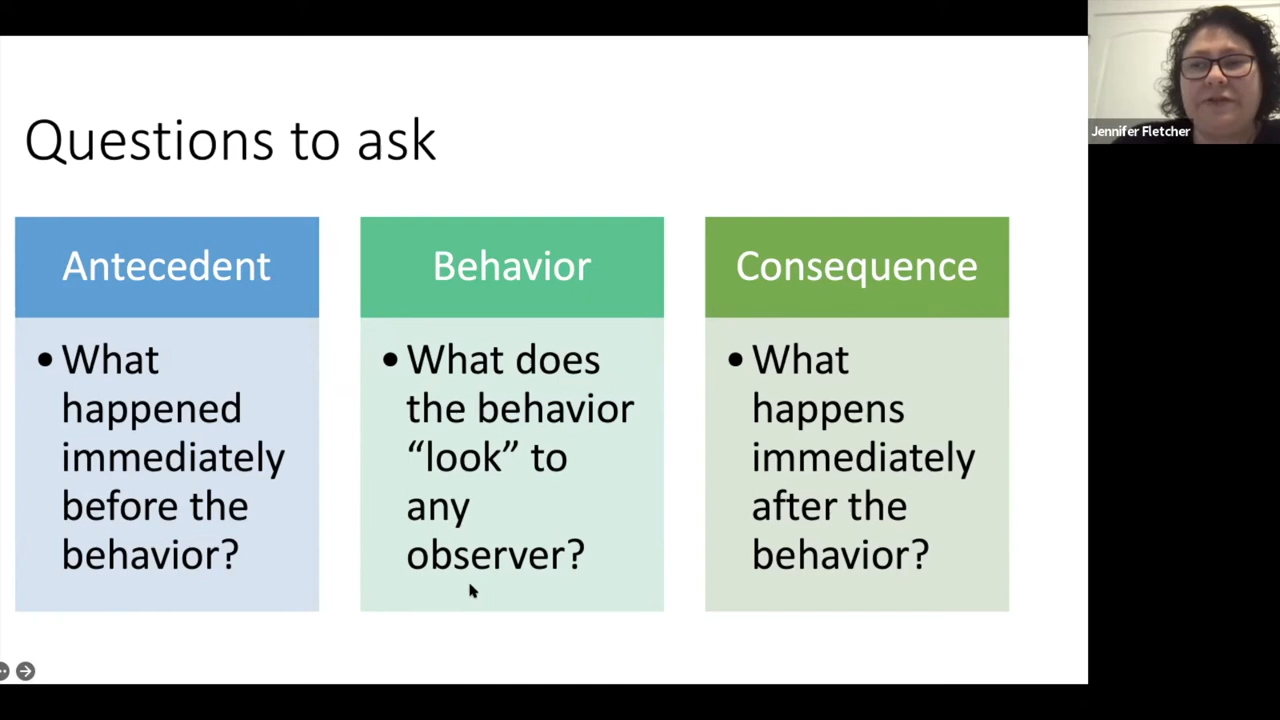 Questions to ask
Antecedent
• What
happened
immediately
before the
behavior?
Behavior
• What does
the behavior
“look” to
any
observer?
Consequence
• What
happens
immediately
after the
behavior?
Jennifer Fletcher